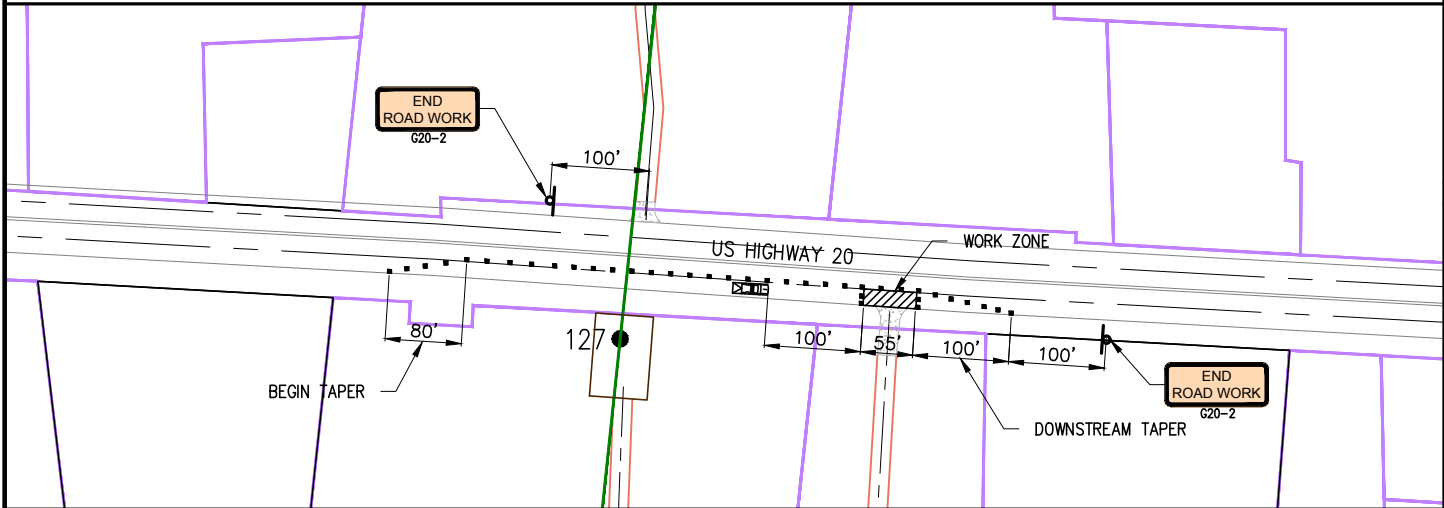 END
ROAD WORK
G20-2
100'
US HIGHWAY 20
WORK ZONE
80'
127
100'
55'
100'
100'
BEGIN TAPER
END
ROAD WORK
G20-2
DOWNSTREAM TAPER